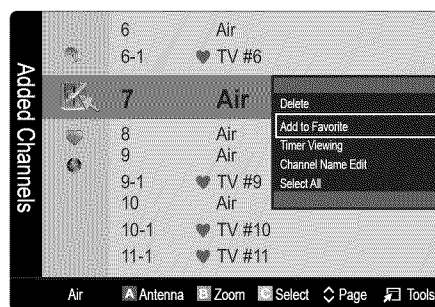 Added Channels
6 Air
6-1 TV #6
7 Air
8 Air
9 Air
9-1 TV #9
10 Air
10-1 TV #10
11-1 TV #11
Delete
Add to Favorite
Timer Viewing
Channel Name Edit
Select All
Air A Antenna B Zoom C Select Page Tools